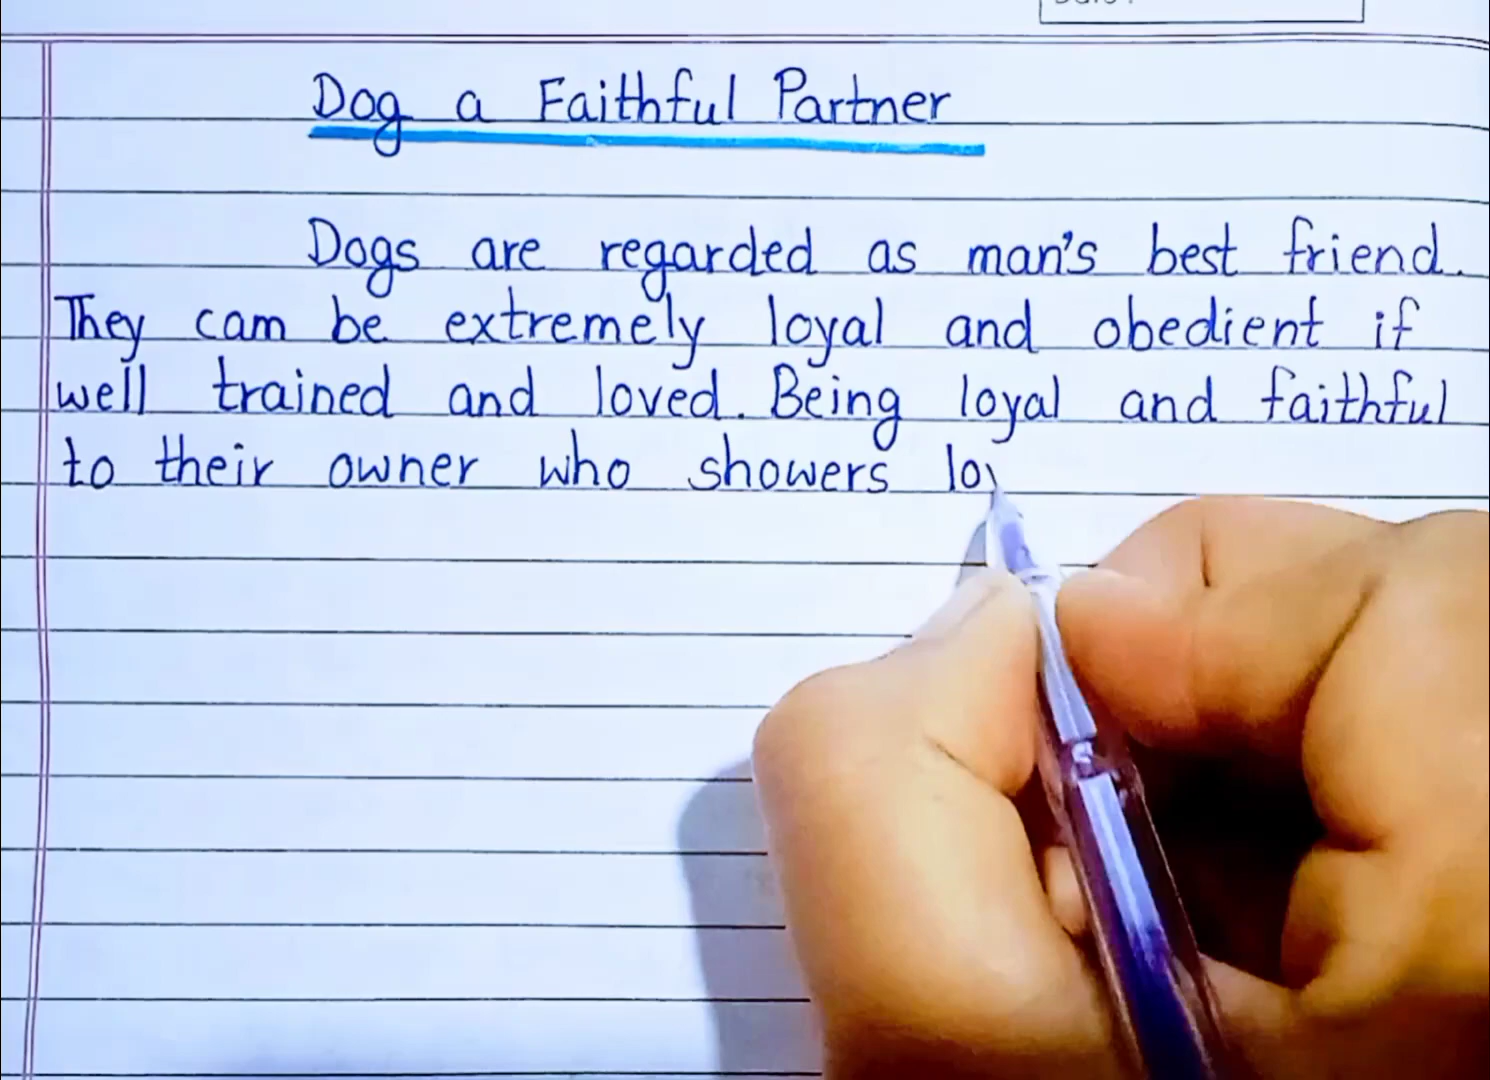 Dog a Faithful Partner
Dogs are regarded as man's best friend.
They can be extremely loyal and obedient if
well trained and loved. Being loyal and faithful
to their owner who showers